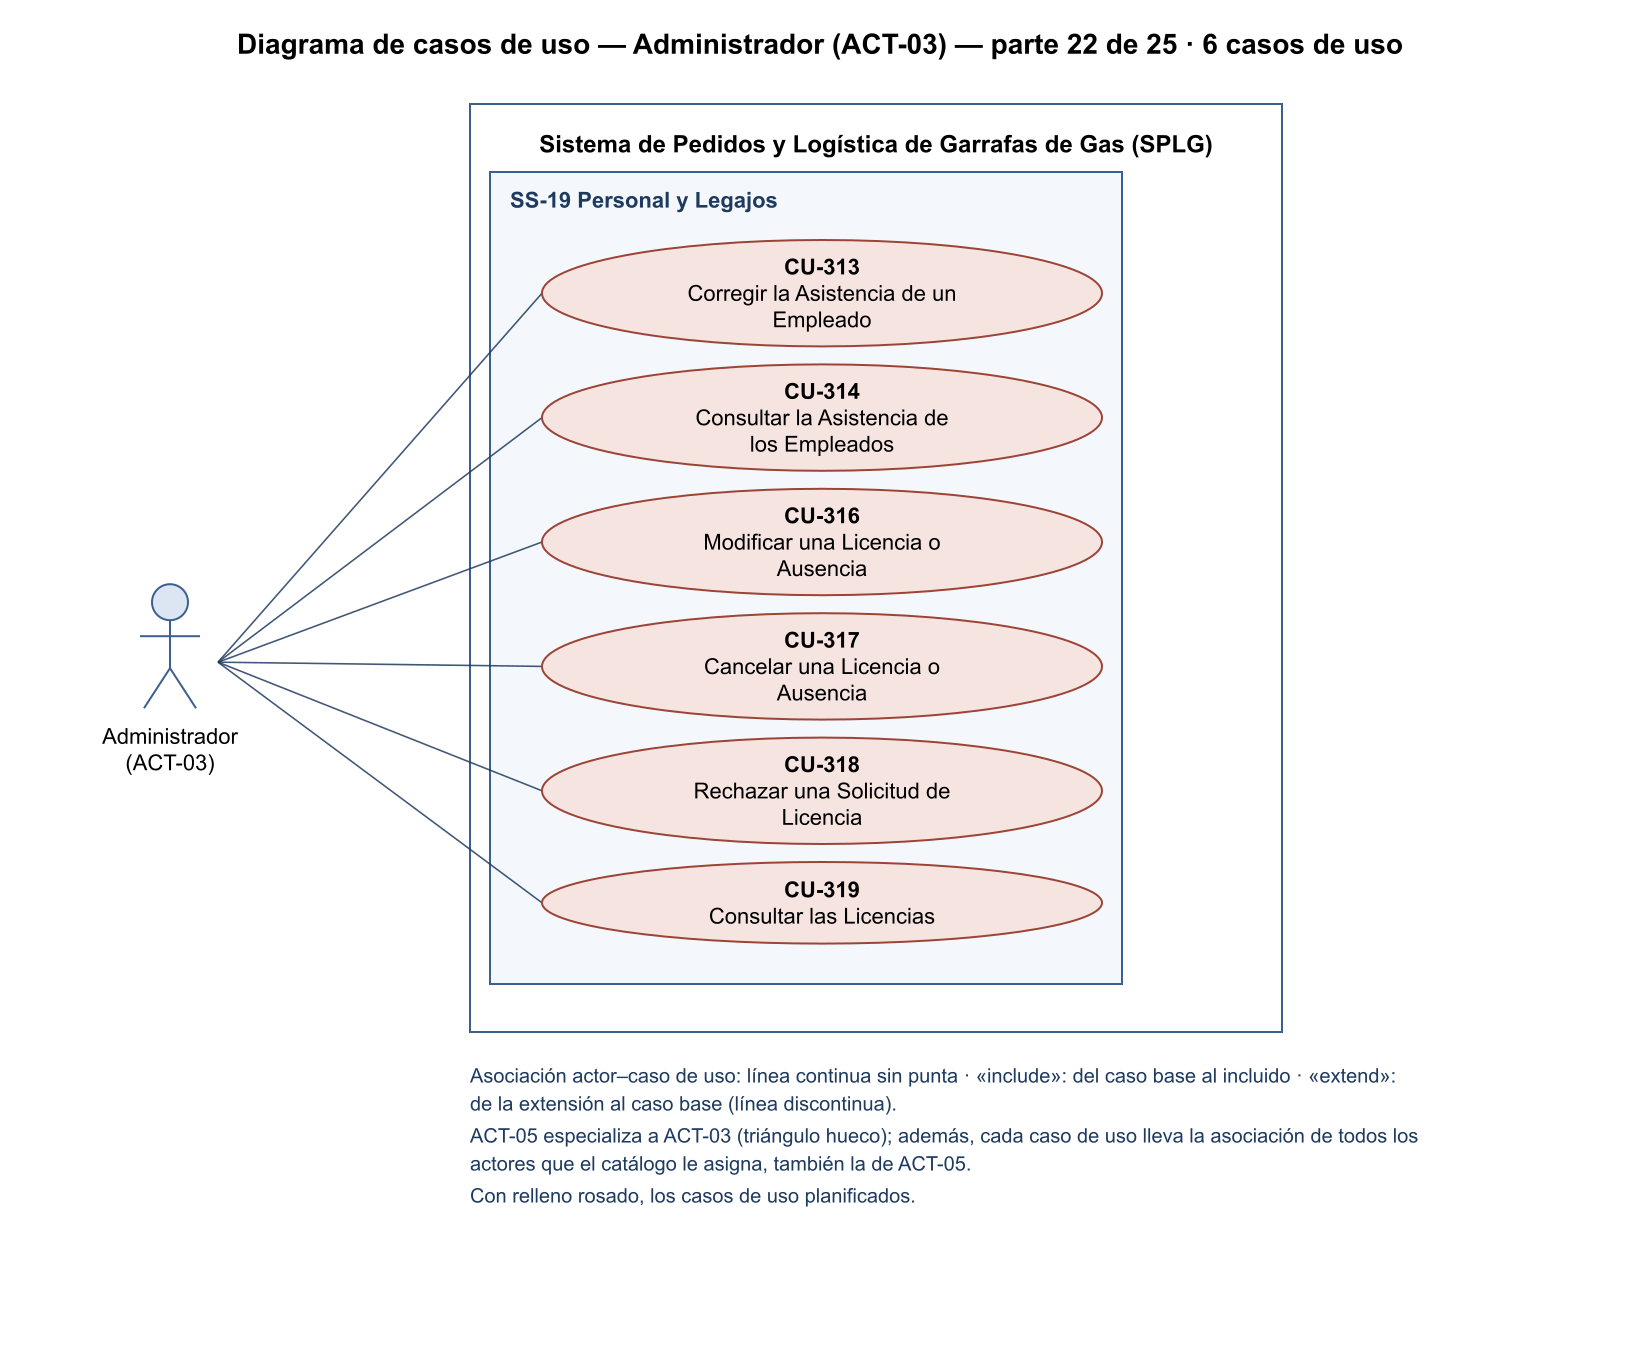 Diagrama de casos de uso — Administrador (ACT-03) — parte 22 de 25 · 6 casos de uso
Sistema de Pedidos y Logística de Garrafas de Gas (SPLG)
SS-19 Personal y Legajos
CU-313
Corregir la Asistencia de un
Empleado
CU-314
Consultar la Asistencia de
los Empleados
CU-316
Modificar una Licencia o
Ausencia
CU-317
Cancelar una Licencia o
Ausencia
CU-318
Rechazar una Solicitud de
Licencia
CU-319
Consultar las Licencias
Administrador
(ACT-03)
Asociación actor–caso de uso: línea continua sin punta · «include»: del caso base al incluido · «extend»:
de la extensión al caso base (línea discontinua).
ACT-05 especializa a ACT-03 (triángulo hueco); además, cada caso de uso lleva la asociación de todos los
actores que el catálogo le asigna, también la de ACT-05.
Con relleno rosado, los casos de uso planificados.